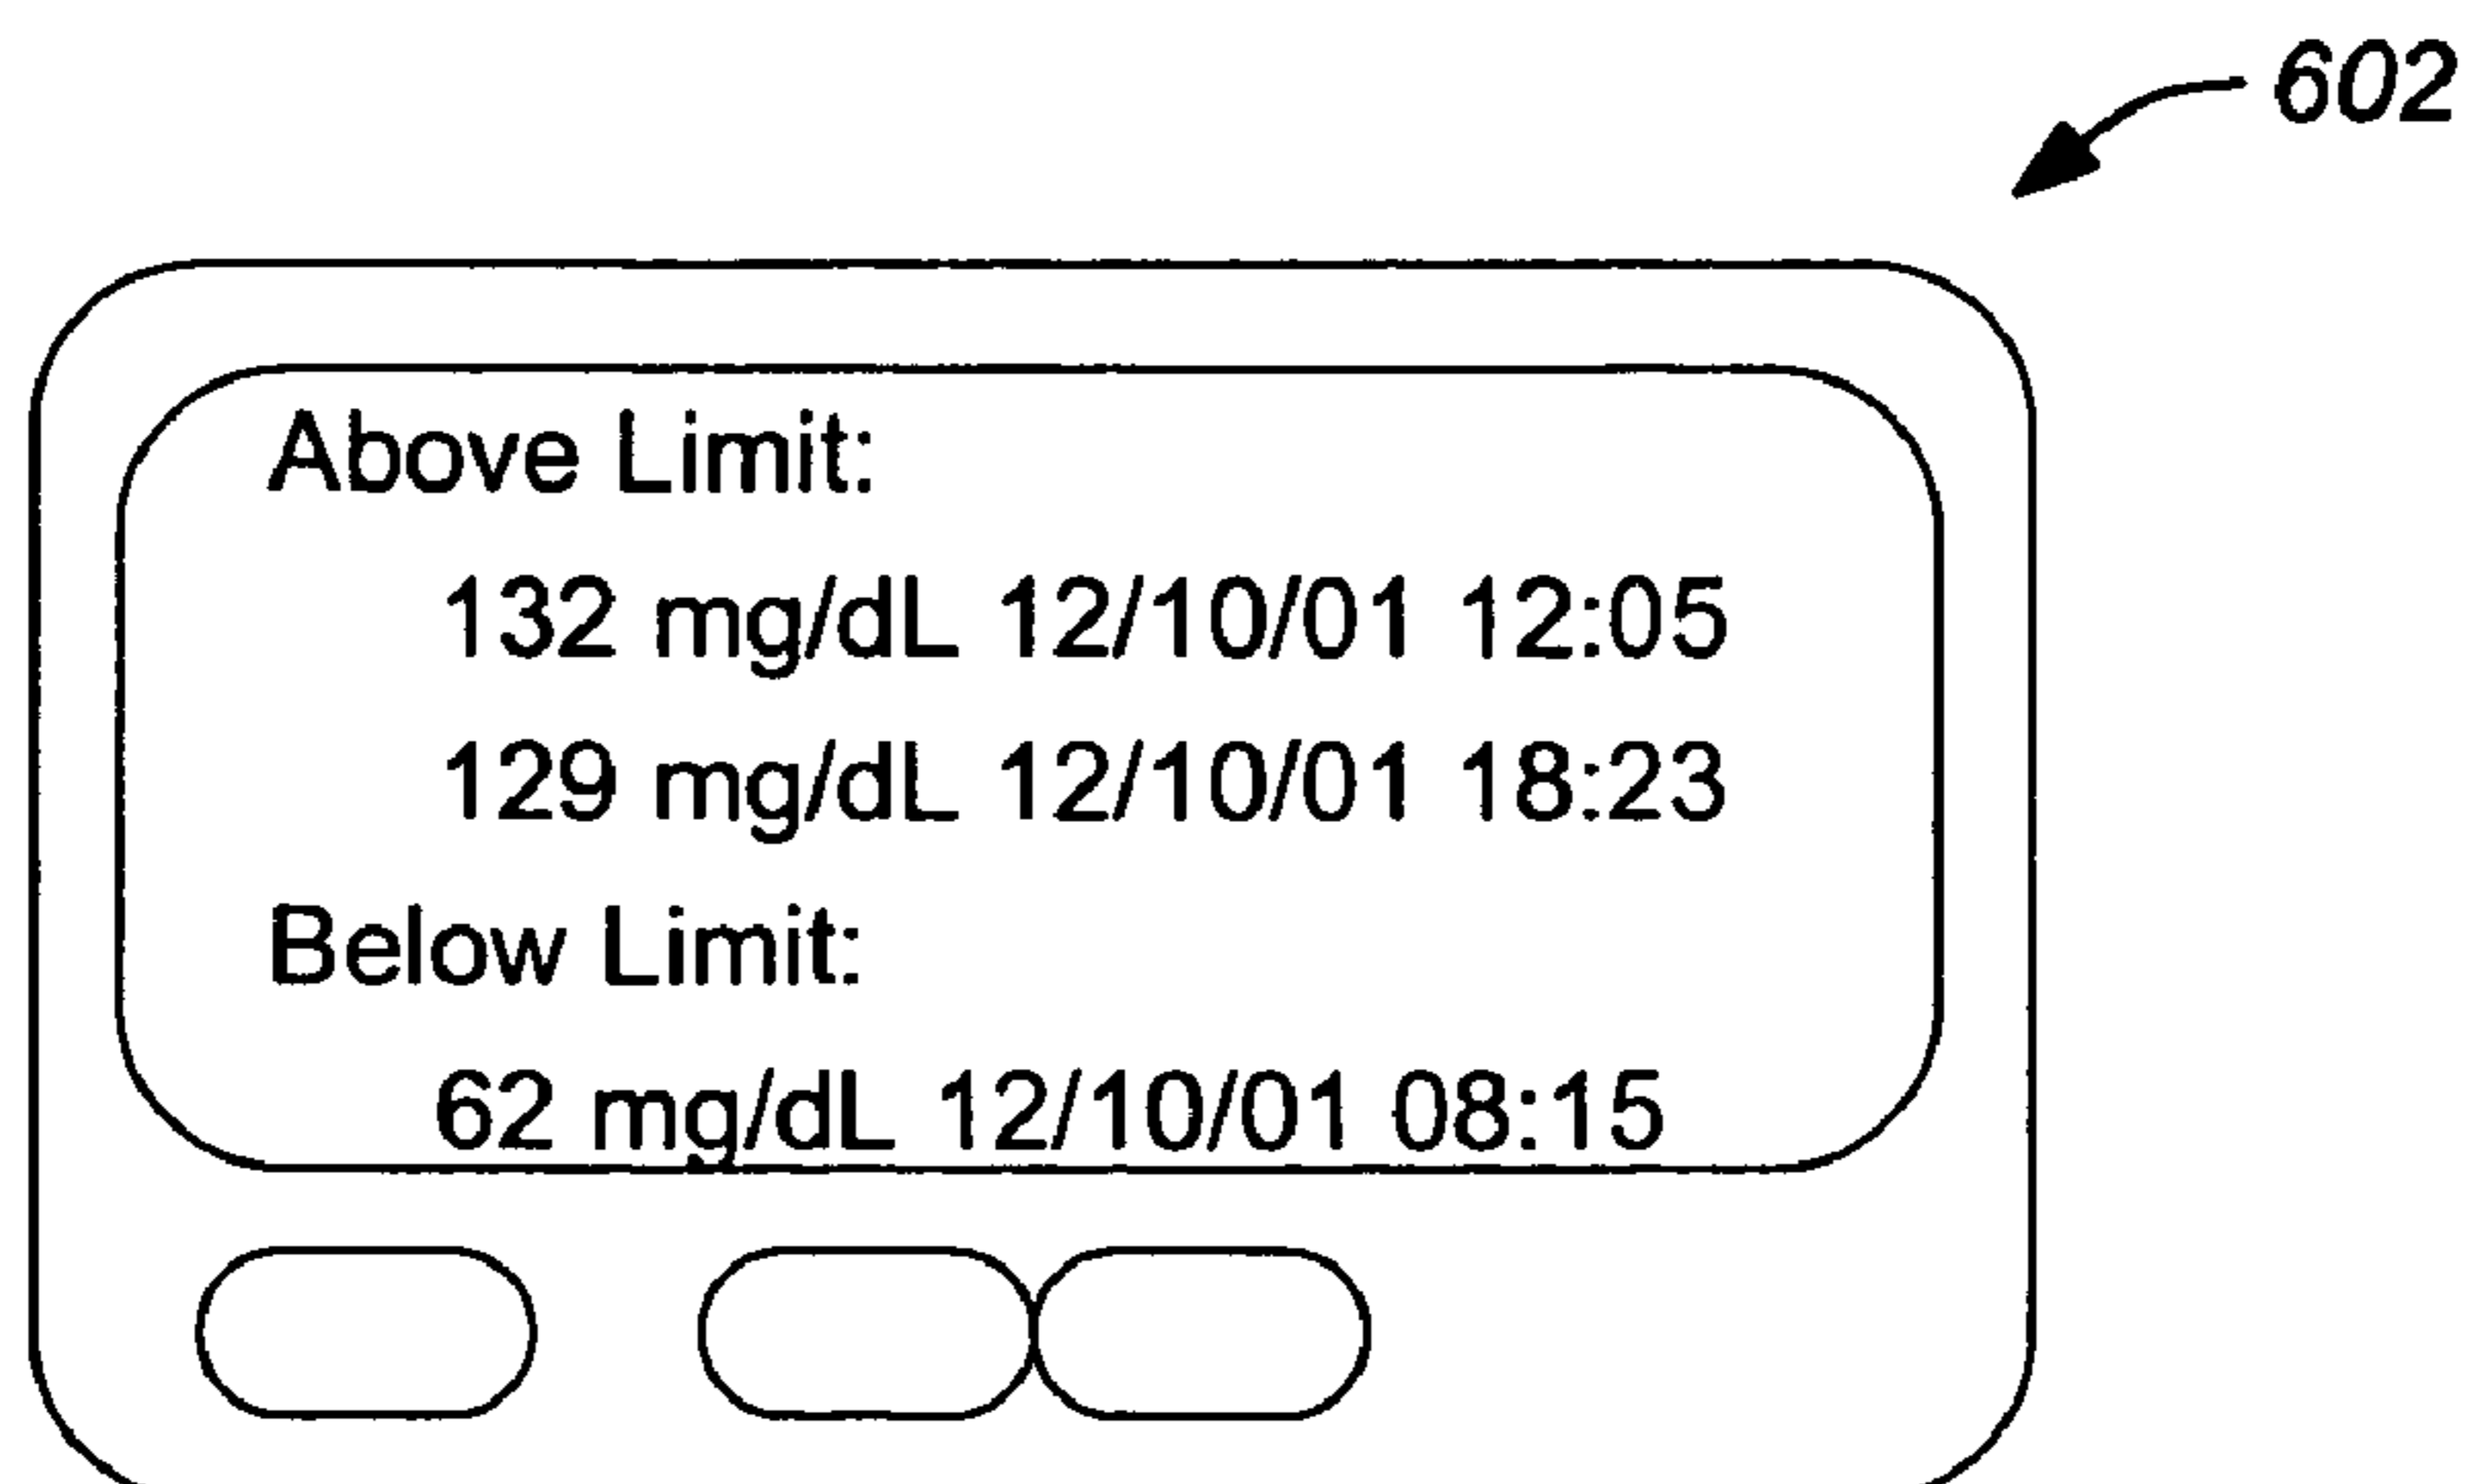 602
Above Limit:
132 mg/dL 12/10/01 12:05
129 mg/dL 12/10/01 18:23
Below Limit:
62 mg/dL 12/10/01 08:15